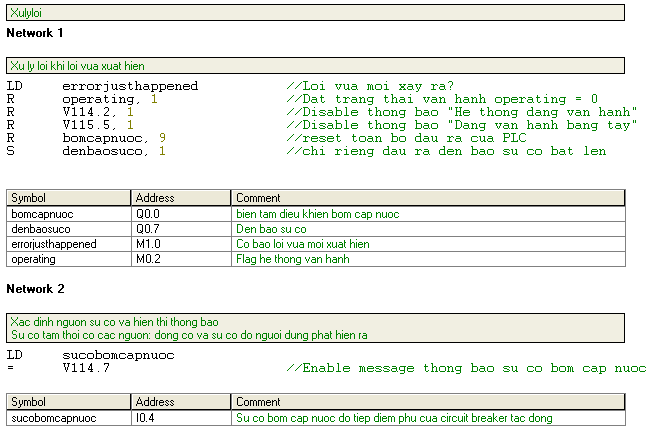 Xulyloi
Network 1
Xu ly loi khi loi vua xuat hien
LD errorjusthappened //Loi vua moi xay ra?
R operating, 1 //Dat trang thai van hanh operating = 0
R V114.2, 1 //Disable thong bao "He thong dang van hanh"
R V115.5, 1 //Disable thong bao "Dang van hanh bang tay"
R bomcapnuoc, 9 //reset toan bo dau ra cua PLC
S denbaosuco, 1 //chi rieng dau ra den bao su co bat len
Symbol Address Comment
bomcapnuoc Q0.0 bien tam dieu khien bom cap nuoc
denbaosuco Q0.7 Den bao su co
errorjusthappened M1.0 Co bao loi vua moi xuat hien
operating M0.2 Flag he thong van hanh
Network 2
Xac dinh nguon su co va hien thi thong bao
Su co tam thoi co cac nguon: dong co va su co do nguoi dung phat hien ra
LD sucobomcapnuoc
= V114.7 //Enable message thong bao su co bom cap nuoc
Symbol Address Comment
sucobomcapnuoc I0.4 Su co bom cap nuoc do tiep diem phu cua circuit breaker tac dong